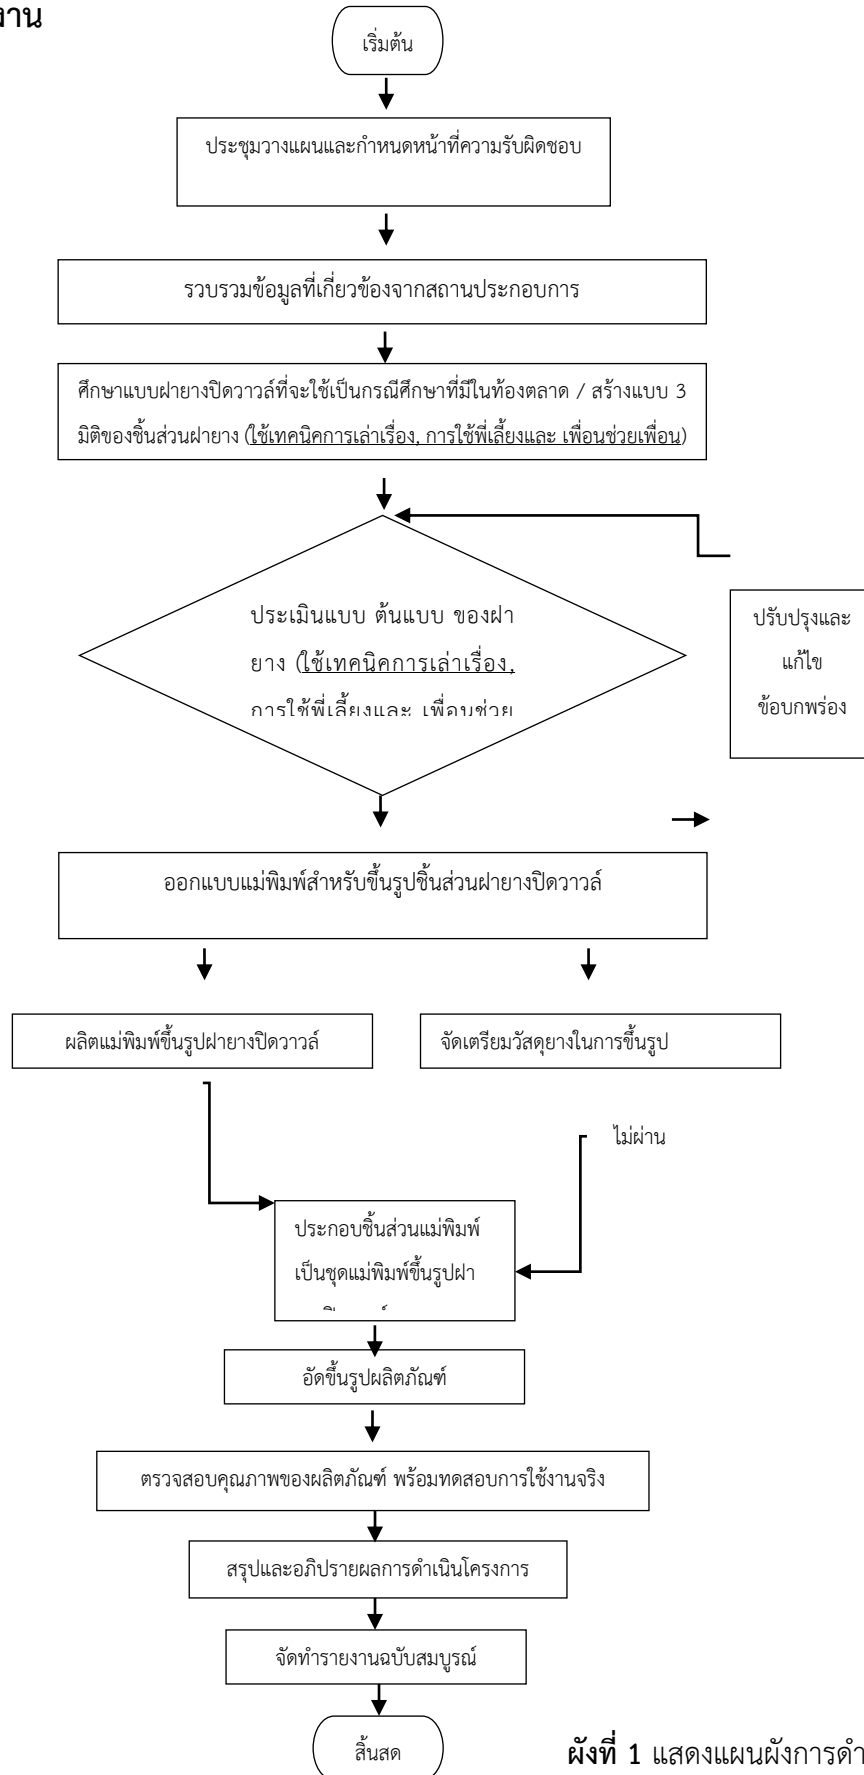 งาน
เริ่มต้น
ประชุมวางแผนและกำหนดหน้าที่ความรับผิดชอบ
รวบรวมข้อมูลที่เกี่ยวข้องจากสถานประกอบการ
ศึกษาแบบฝายางปิดวาวล์ที่จะใช้เป็นกรณีศึกษาที่มีในท้องตลาด / สร้างแบบ 3
มิติของชิ้นส่วนฝายาง (ใช้เทคนิคการเล่าเรื่อง, การใช้พี่เลี้ยงและ เพื่อนช่วยเพื่อน)
ประเมินแบบ ต้นแบบ ของฝา
ยาง (ใช้เทคนิคการเล่าเรื่อง,
การใช้พี่เลี้ยงและ เพื่อนช่วย
ปรับปรุงและ
แก้ไข
ข้อบกพร่อง
ออกแบบแม่พิมพ์สำหรับขึ้นรูปชิ้นส่วนฝายางปิดวาวล์
ผลิตแม่พิมพ์ขึ้นรูปฝายางปิดวาวล์
จัดเตรียมวัสดุยางในการขึ้นรูป
ไม่ผ่าน
ประกอบชิ้นส่วนแม่พิมพ์
เป็นชุดแม่พิมพ์ขึ้นรูปฝา
อัดขึ้นรูปผลิตภัณฑ์
ตรวจสอบคุณภาพของผลิตภัณฑ์ พร้อมทดสอบการใช้งานจริง
สรุปและอภิปรายผลการดำเนินโครงการ
จัดทำรายงานฉบับสมบูรณ์
สิ้นสด
ผังที่ 1 แสดงแผนผังการดำ